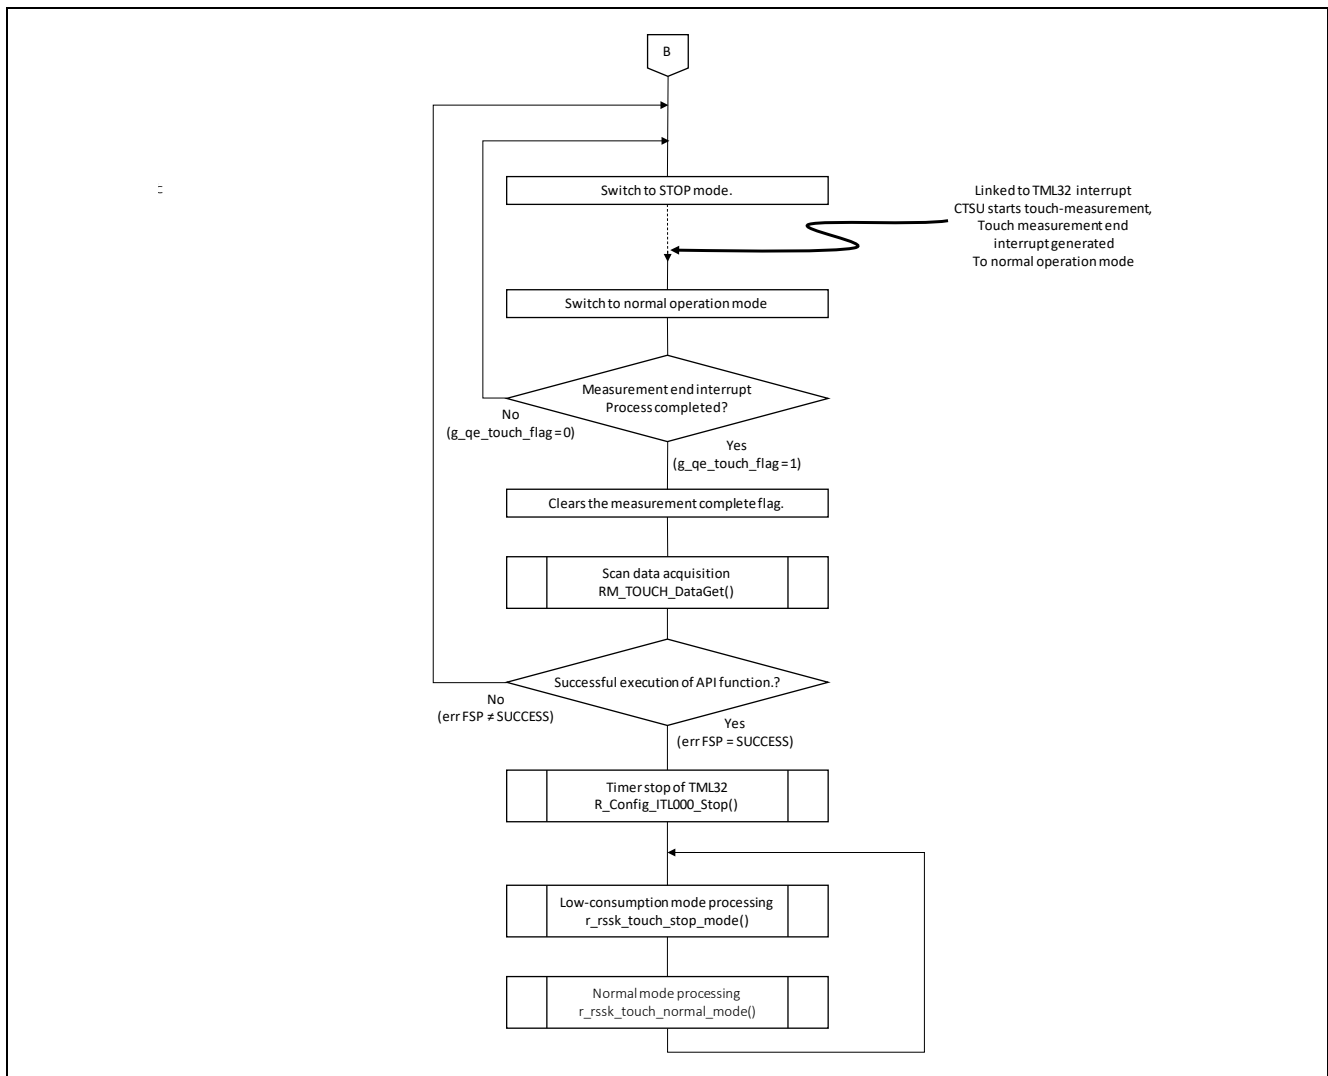 B
Switch to STOP mode.
Linked to TML32 interrupt
CTSU starts touch-measurement,
Touch measurement end
interrupt generated
To normal operation mode
Switch to normal operation mode
Measurement end interrupt
Process completed?
No
(g_qe_touch_flag = 0)
Yes
(g_qe_touch_flag = 1)
Clears the measurement complete flag.
Scan data acquisition
RM_TOUCH_DataGet()
Successful execution of API function.?
No
(err FSP ≠ SUCCESS)
Yes
(err FSP = SUCCESS)
Timer stop of TML32
R_Config_ITL000_Stop()
Low-consumption mode processing
r_rssk_touch_stop_mode()
Normal mode processing
r_rssk_touch_normal_mode()